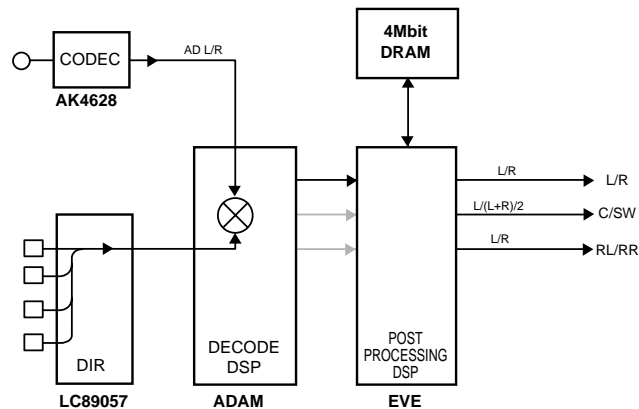 4Mbit
DRAM
CODEC
AD L/R
AK4628
L/R
L/R
L/(L+R)/2
C/SW
L/R
RL/RR
DIR
DECODE
DSP
POST
PROCESSING
DSP
LC89057
ADAM
EVE